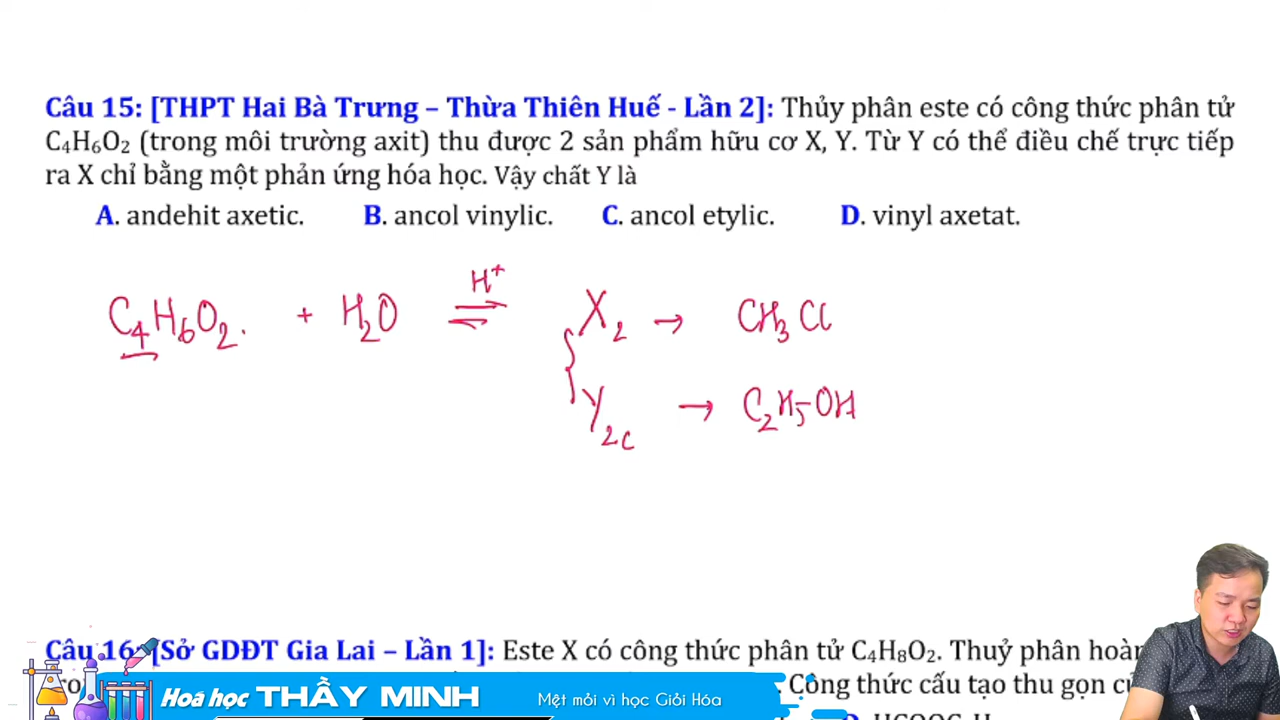 Câu 15: [THPT Hai Bà Trưng – Thừa Thiên Huế - Lần 2]: Thủy phân este có công thức phân tử
C₄H₆O₂ (trong môi trường axit) thu được 2 sản phẩm hữu cơ X, Y. Từ Y có thể điều chế trực tiếp
ra X chỉ bằng một phản ứng hóa học. Vậy chất Y là
A. andehit axetic. B. ancol vinylic. C. ancol etylic. D. vinyl axetat.
H⁺
C₄H₆O₂. + H₂O ⇌ X₂ → CH₃ CO
Y₂C → C₂H₅OH
Câu 16: [Sở GDĐT Gia Lai – Lần 1]: Este X có công thức phân tử C₄H₈O₂. Thuỷ phân hoàn
Công thức cấu tạo thu gọn
Hoá học THẦY MINH Mệt mỏi vì học Giỏi Hóa